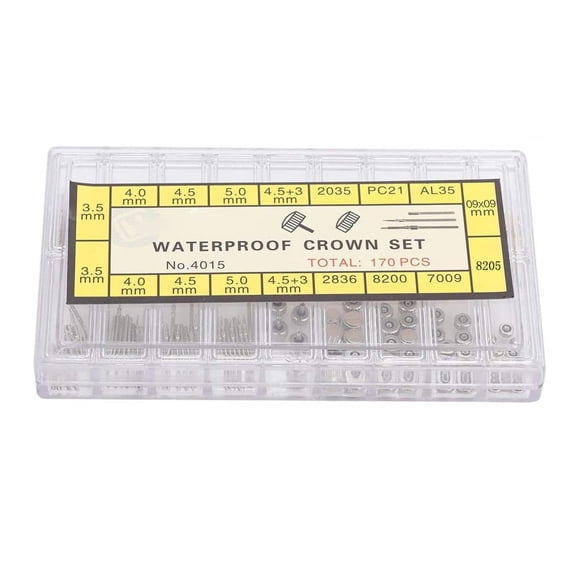 3.5 mm 4.0 mm 4.5 mm 5.0 mm 4.5+3 mm 2035 PC21 AL35 09x09 mm
WATERPROOF CROWN SET
No.4015 TOTAL: 170 PCS
3.5 mm 4.0 mm 4.5 mm 5.0 mm 4.5+3 mm 2836 8200 7009 8205